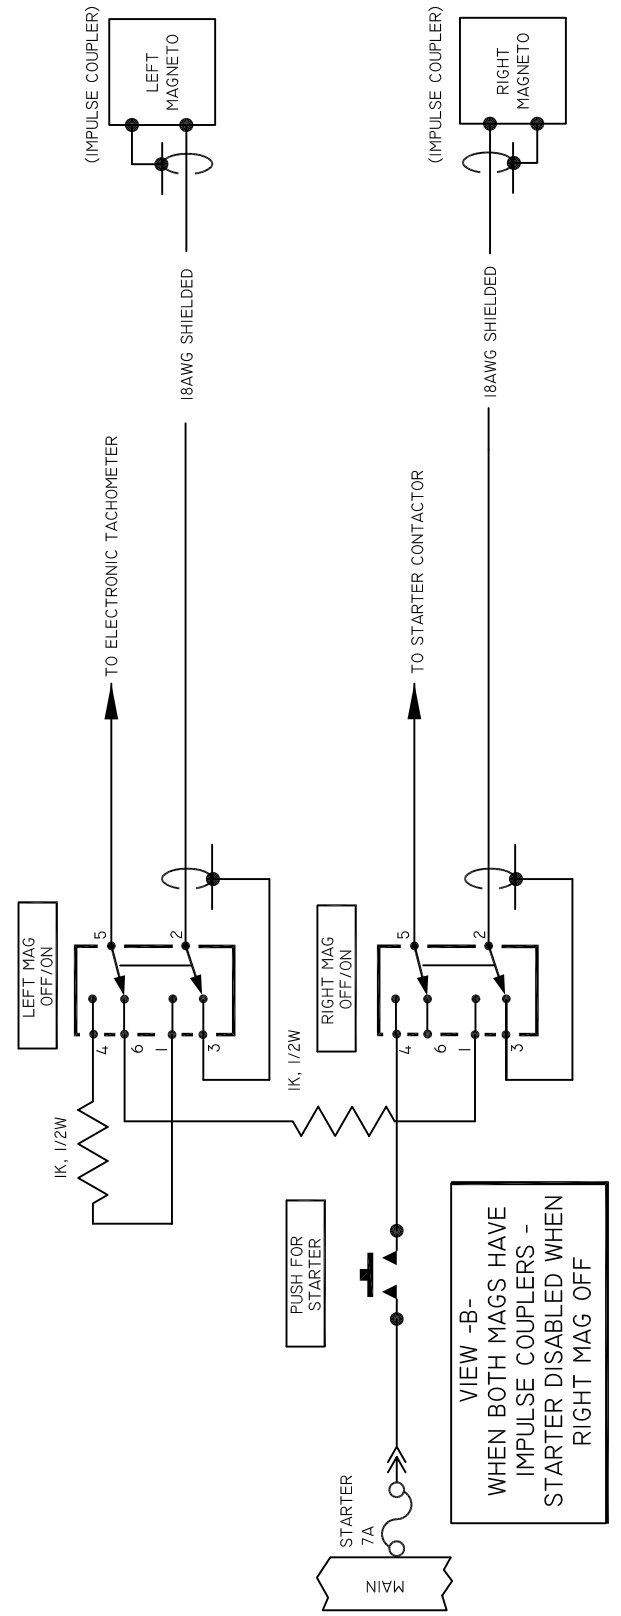 (IMPULSE COUPLER)
LEFT
MAGNETO
(IMPULSE COUPLER)
RIGHT
MAGNETO
18AWG SHIELDED
18AWG SHIELDED
TO ELECTRONIC TACHOMETER
TO STARTER CONTACTOR
LEFT MAG
OFF/ON
5
2
4
6
1
3
RIGHT MAG
OFF/ON
5
2
4
6
1
3
1K, 1/2W
1K, 1/2W
PUSH FOR
STARTER
STARTER
7A
MAIN
VIEW -B-
WHEN BOTH MAGS HAVE
IMPULSE COUPLERS -
STARTER DISABLED WHEN
RIGHT MAG OFF